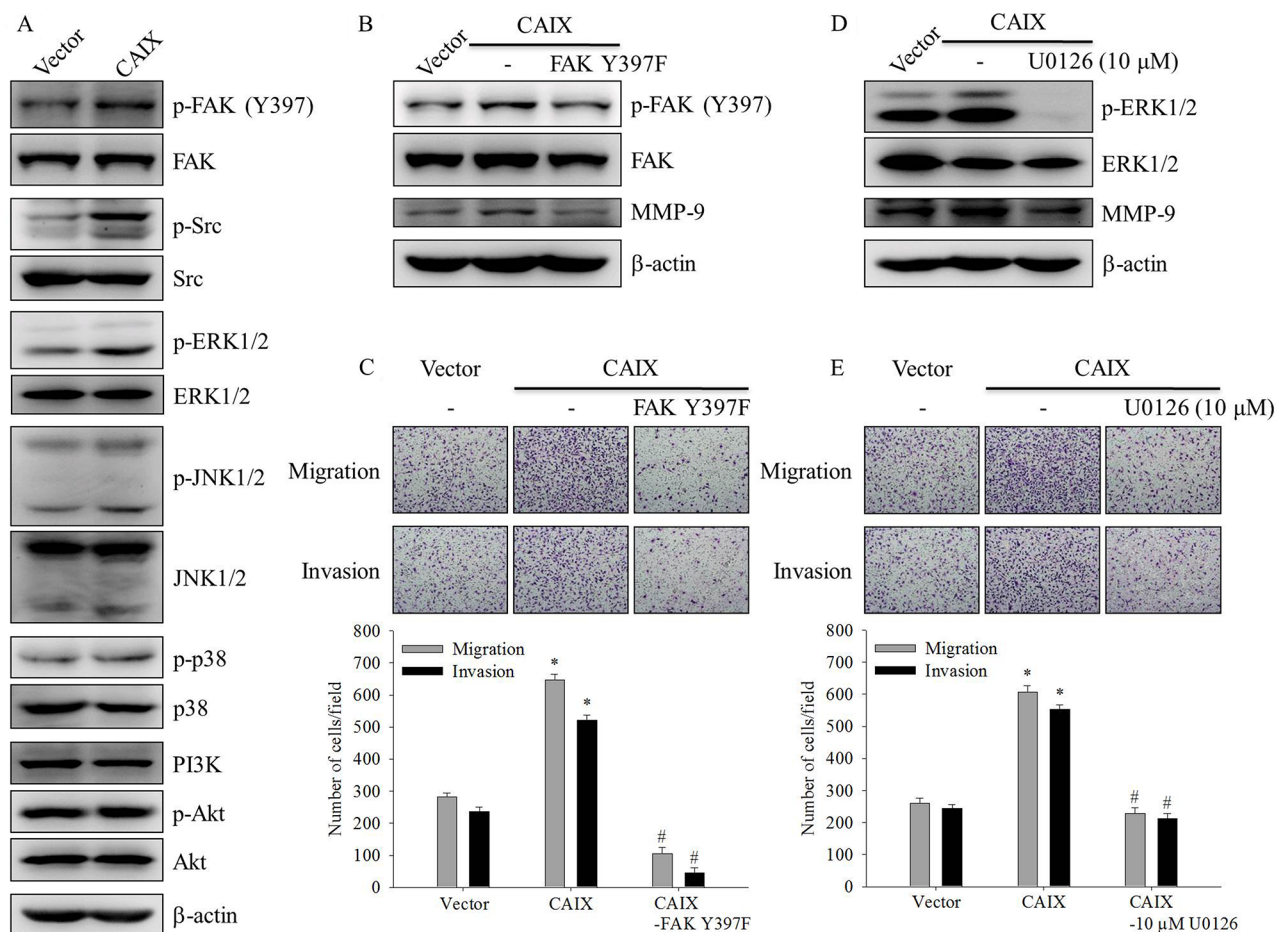 A
Vector CAIX
p-FAK (Y397)
FAK
p-Src
Src
p-ERK1/2
ERK1/2
p-JNK1/2
JNK1/2
p-p38
p38
PI3K
p-Akt
Akt
β-actin
B
CAIX
Vector - FAK Y397F
p-FAK (Y397)
FAK
MMP-9
β-actin
C
Vector CAIX
- - FAK Y397F
Migration
Invasion
800
700
600
500
400
300
200
100
0
Number of cells/field
Migration
Invasion
* *
# #
Vector CAIX CAIX
-FAK Y397F
D
CAIX
Vector - U0126 (10 μM)
p-ERK1/2
ERK1/2
MMP-9
β-actin
E
Vector CAIX
- - U0126 (10 μM)
Migration
Invasion
800
700
600
500
400
300
200
100
0
Number of cells/field
Migration
Invasion
* *
# #
Vector CAIX CAIX
-10 μM U0126